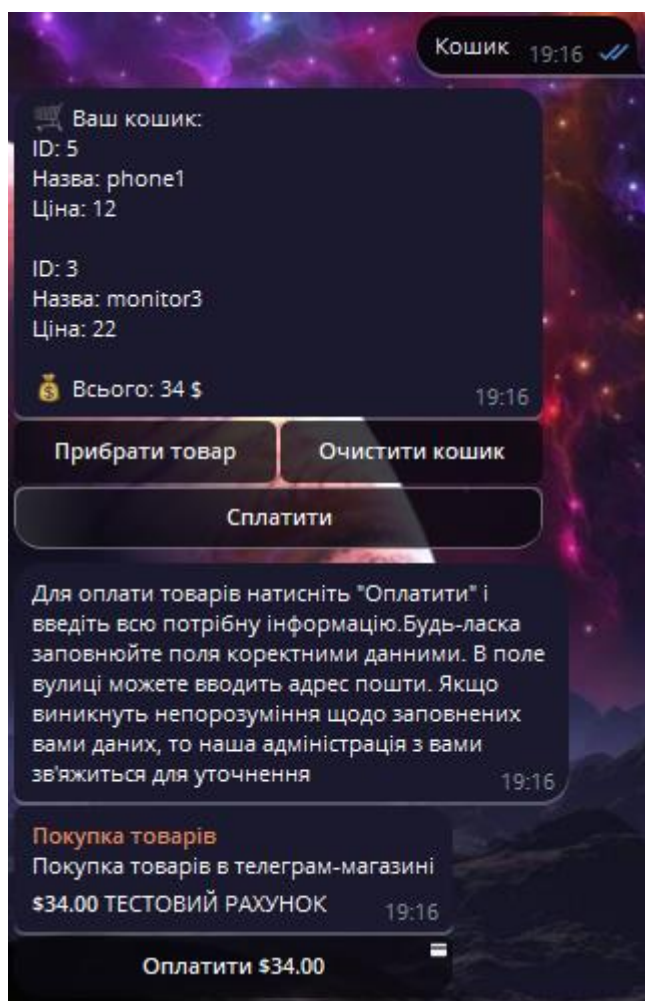 Кошик 19:16
🛒 Ваш кошик:
ID: 5
Назва: phone1
Ціна: 12
ID: 3
Назва: monitor3
Ціна: 22
💰 Всього: 34 $
19:16
Прибрати товар
Очистити кошик
Сплатити
Для оплати товарів натисніть "Оплатити" і
введіть всю потрібну інформацію.Будь-ласка
заповнюйте поля коректними данними. В поле
вулиці можете вводить адрес пошти. Якщо
виникнуть непорозуміння щодо заповнених
вами даних, то наша адміністрація з вами
зв'яжиться для уточнення
19:16
Покупка товарів
Покупка товарів в телеграм-магазині
$34.00 ТЕСТОВИЙ РАХУНОК
19:16
Оплатити $34.00